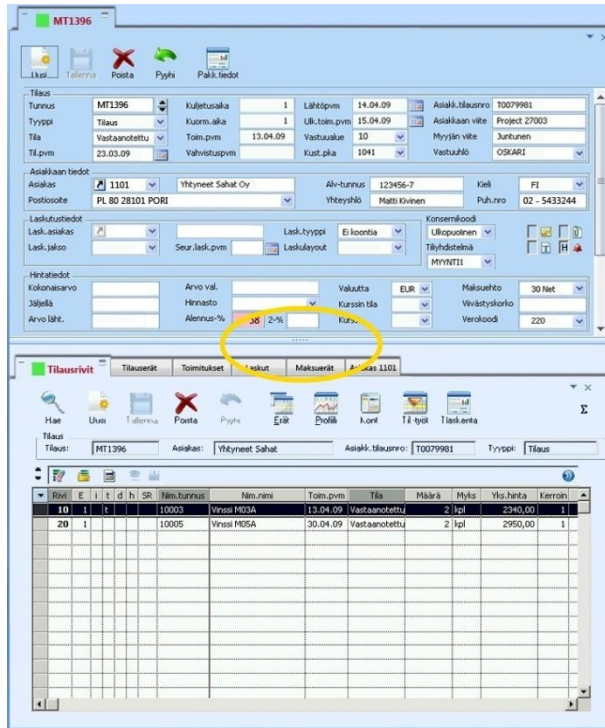 MT1396
Uusi Tallenna Poista Pyyhi Pakk.tiedot
Tilaus
Tunnus MT1396 Kuljetusaika 1 Lähtöpvm 14.04.09 Asiakk.tilausnro T0079981
Tyyppi Tilaus Kuorm.aika 1 Ulk.toim.pvm 15.04.09 Asiakkaan viite Project 27003
Tila Vastaanotettu Toim.pvm 13.04.09 Vastuualue 10 Myyjän viite Juntunen
Til.pvm 23.03.09 Vahvistuspvm Kust.pka 1041 Vastuuhlö OSKARI
Asiakkaan tiedot
Asiakas 1101 Yhtyneet Sahat Oy Alv-tunnus 123456-7 Kieli FI
Postiosoite PL 80 28101 PORI Yhteyshlö Matti Kivinen Puh.nro 02 - 5433244
Laskutustiedot Konsernikoodi
Lask.asiakas Lask.tyyppi Ei koontia Ulkopuolinen
Lask.jakso Seur.lask.pvm Laskulayout Tiliyhdistelmä
MYYNTI1
Hintatiedot
Kokonaisarvo Arvo val. Valuutta EUR Maksuehto 30 Net
Jäljellä Hinnasto Kurssin tila Viivästyskorko
Arvo läht. Alennus-% 2-% Verokoodi 220
Tilausrivit Tilauserät Toimitukset Laskut Maksuerät Asiakas 1101
Hae Uusi Tallenna Poista Pyyhi Erät Profiili Konf Til-työt Tlaskenta Σ
Tilaus
Tilaus: MT1396 Asiakas: Yhtyneet Sahat Asiakk.tilausnro: T0079981 Tyyppi: Tilaus
Rivi E i t d h SR Nim.tunnus Nim.nimi Toim.pvm Tila Määrä Myks Yks.hinta Kerroin
10 1 t 10003 Vinssi M03A 13.04.09 Vastaanotettu 2 kpl 2340,00 1
20 1 10005 Vinssi M05A 30.04.09 Vastaanotettu 2 kpl 2950,00 1